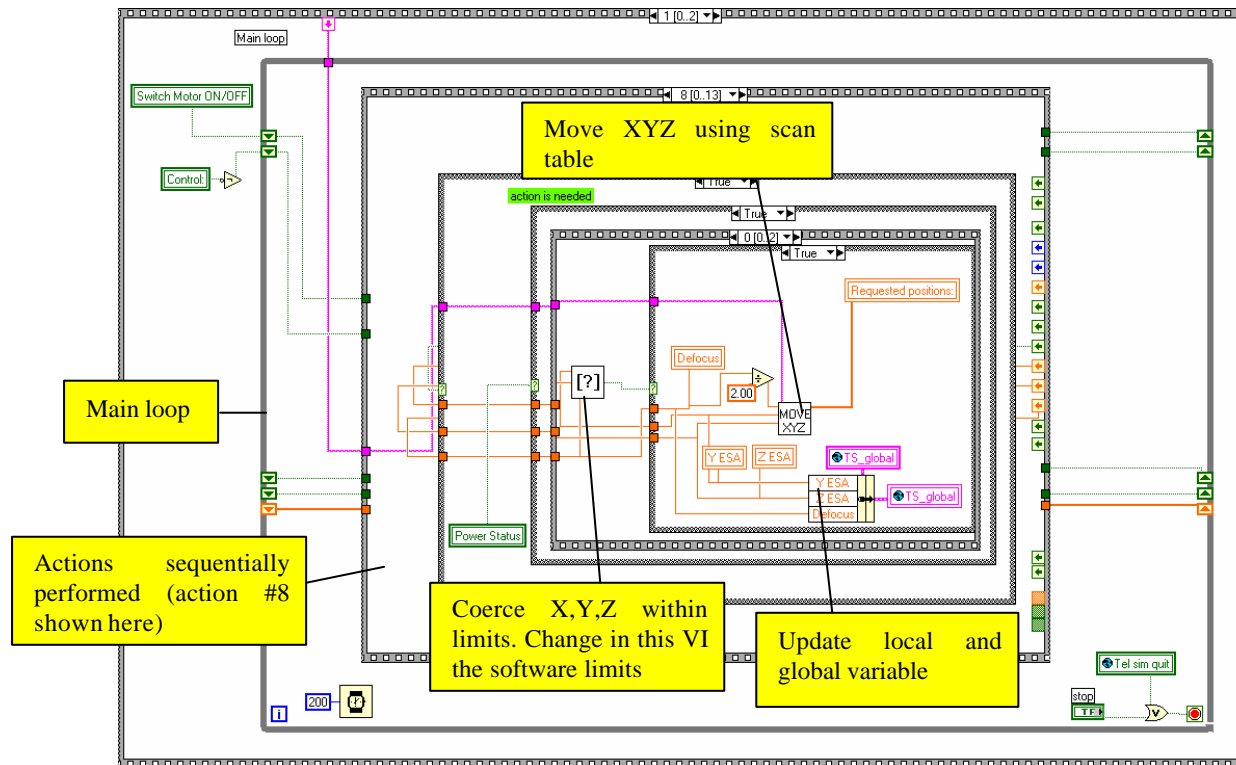 1 [0..2]
Main loop
Switch Motor ON/OFF
8 [0..13]
Move XYZ using scan
table
Control:
True
action is needed
True
0 [0..2]
True
Requested positions:
Defocus
[?]
÷
2.00
MOVE
XYZ
Main loop
?
?
?
Y ESA
Z ESA
TS_global
Y ESA
Z ESA
Defocus
TS_global
Power Status
Actions sequentially
performed (action #8
shown here)
Coerce X,Y,Z within
limits. Change in this VI
the software limits
Update local and
global variable
Tel sim quit
200
i
stop
TF
V